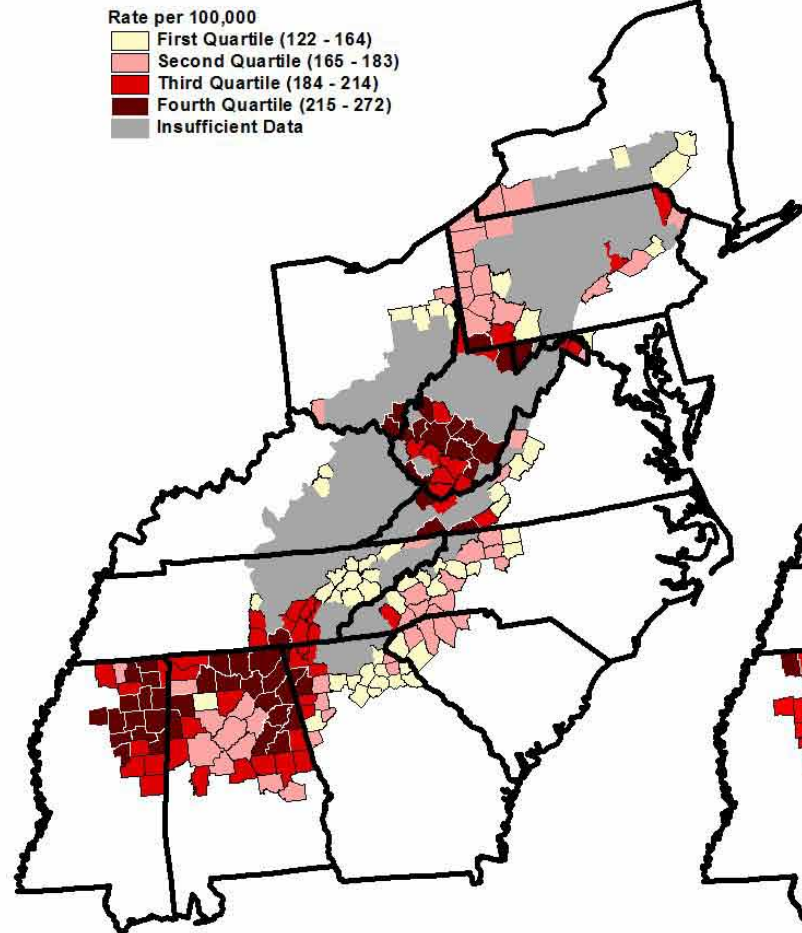 Rate per 100,000
First Quartile (122 - 164)
Second Quartile (165 - 183)
Third Quartile (184 - 214)
Fourth Quartile (215 - 272)
Insufficient Data